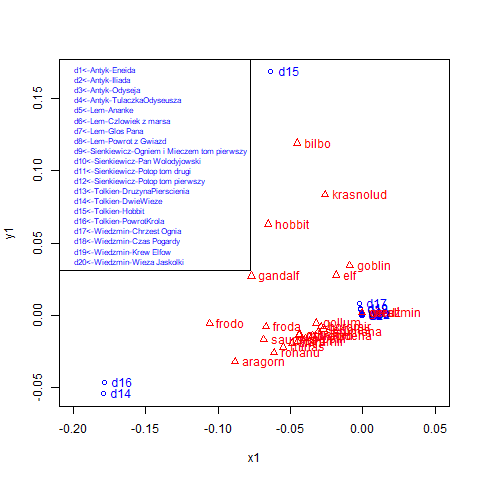 d1<-Antyk-Eneida
d2<-Antyk-Iliada
d3<-Antyk-Odyseja
d4<-Antyk-TulaczkaOdyseusza
d5<-Lem-Ananke
d6<-Lem-Czlowiek z marsa
d7<-Lem-Glos Pana
d8<-Lem-Powrot z Gwiazd
d9<-Sienkiewicz-Ogniem i Mieczem tom pierwszy
d10<-Sienkiewicz-Pan Wolodyjowski
d11<-Sienkiewicz-Potop tom drugi
d12<-Sienkiewicz-Potop tom pierwszy
d13<-Tolkien-DruzynaPierscienia
d14<-Tolkien-DwieWieze
d15<-Tolkien-Hobbit
d16<-Tolkien-PowrotKrola
d17<-Wiedzmin-Chrzest Ognia
d18<-Wiedzmin-Czas Pogardy
d19<-Wiedzmin-Krew Elfow
d20<-Wiedzmin-Wieza Jaskolki
d15
bilbo
krasnolud
hobbit
goblin
gandalf
elf
d17
frodo
froda
gollum
rohanu
aragorn
d16
d14
0.15
0.10
0.05
0.00
-0.05
y1
-0.20
-0.15
-0.10
-0.05
0.00
0.05
x1